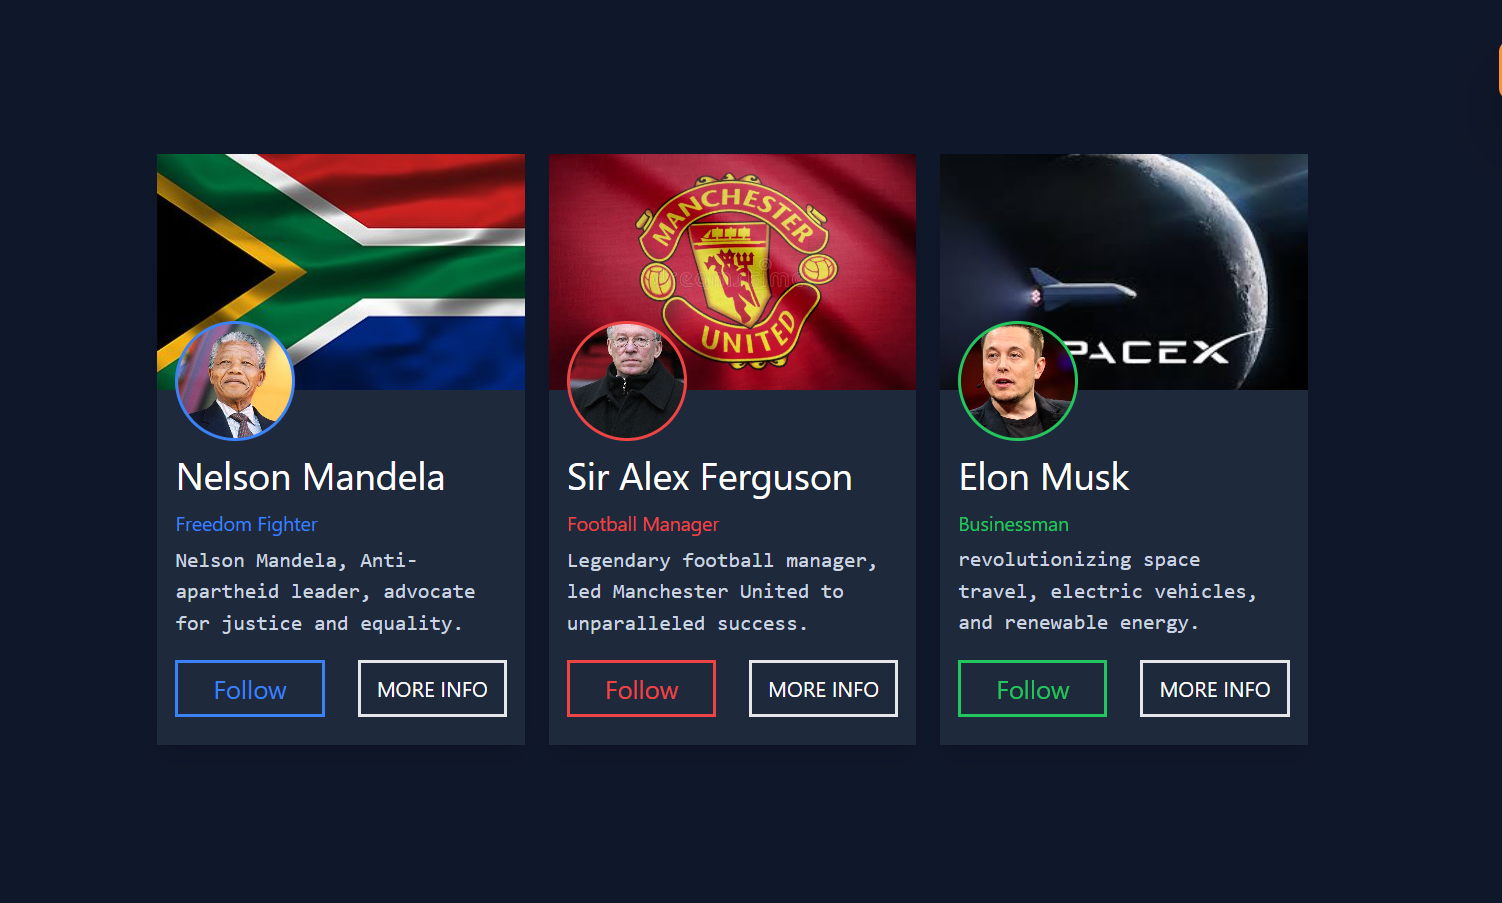 MANCHESTER
UNITED
SPACEX
Nelson Mandela
Freedom Fighter
Nelson Mandela, Anti-
apartheid leader, advocate
for justice and equality.
Follow
MORE INFO
Sir Alex Ferguson
Football Manager
Legendary football manager,
led Manchester United to
unparalleled success.
Follow
MORE INFO
Elon Musk
Businessman
revolutionizing space
travel, electric vehicles,
and renewable energy.
Follow
MORE INFO